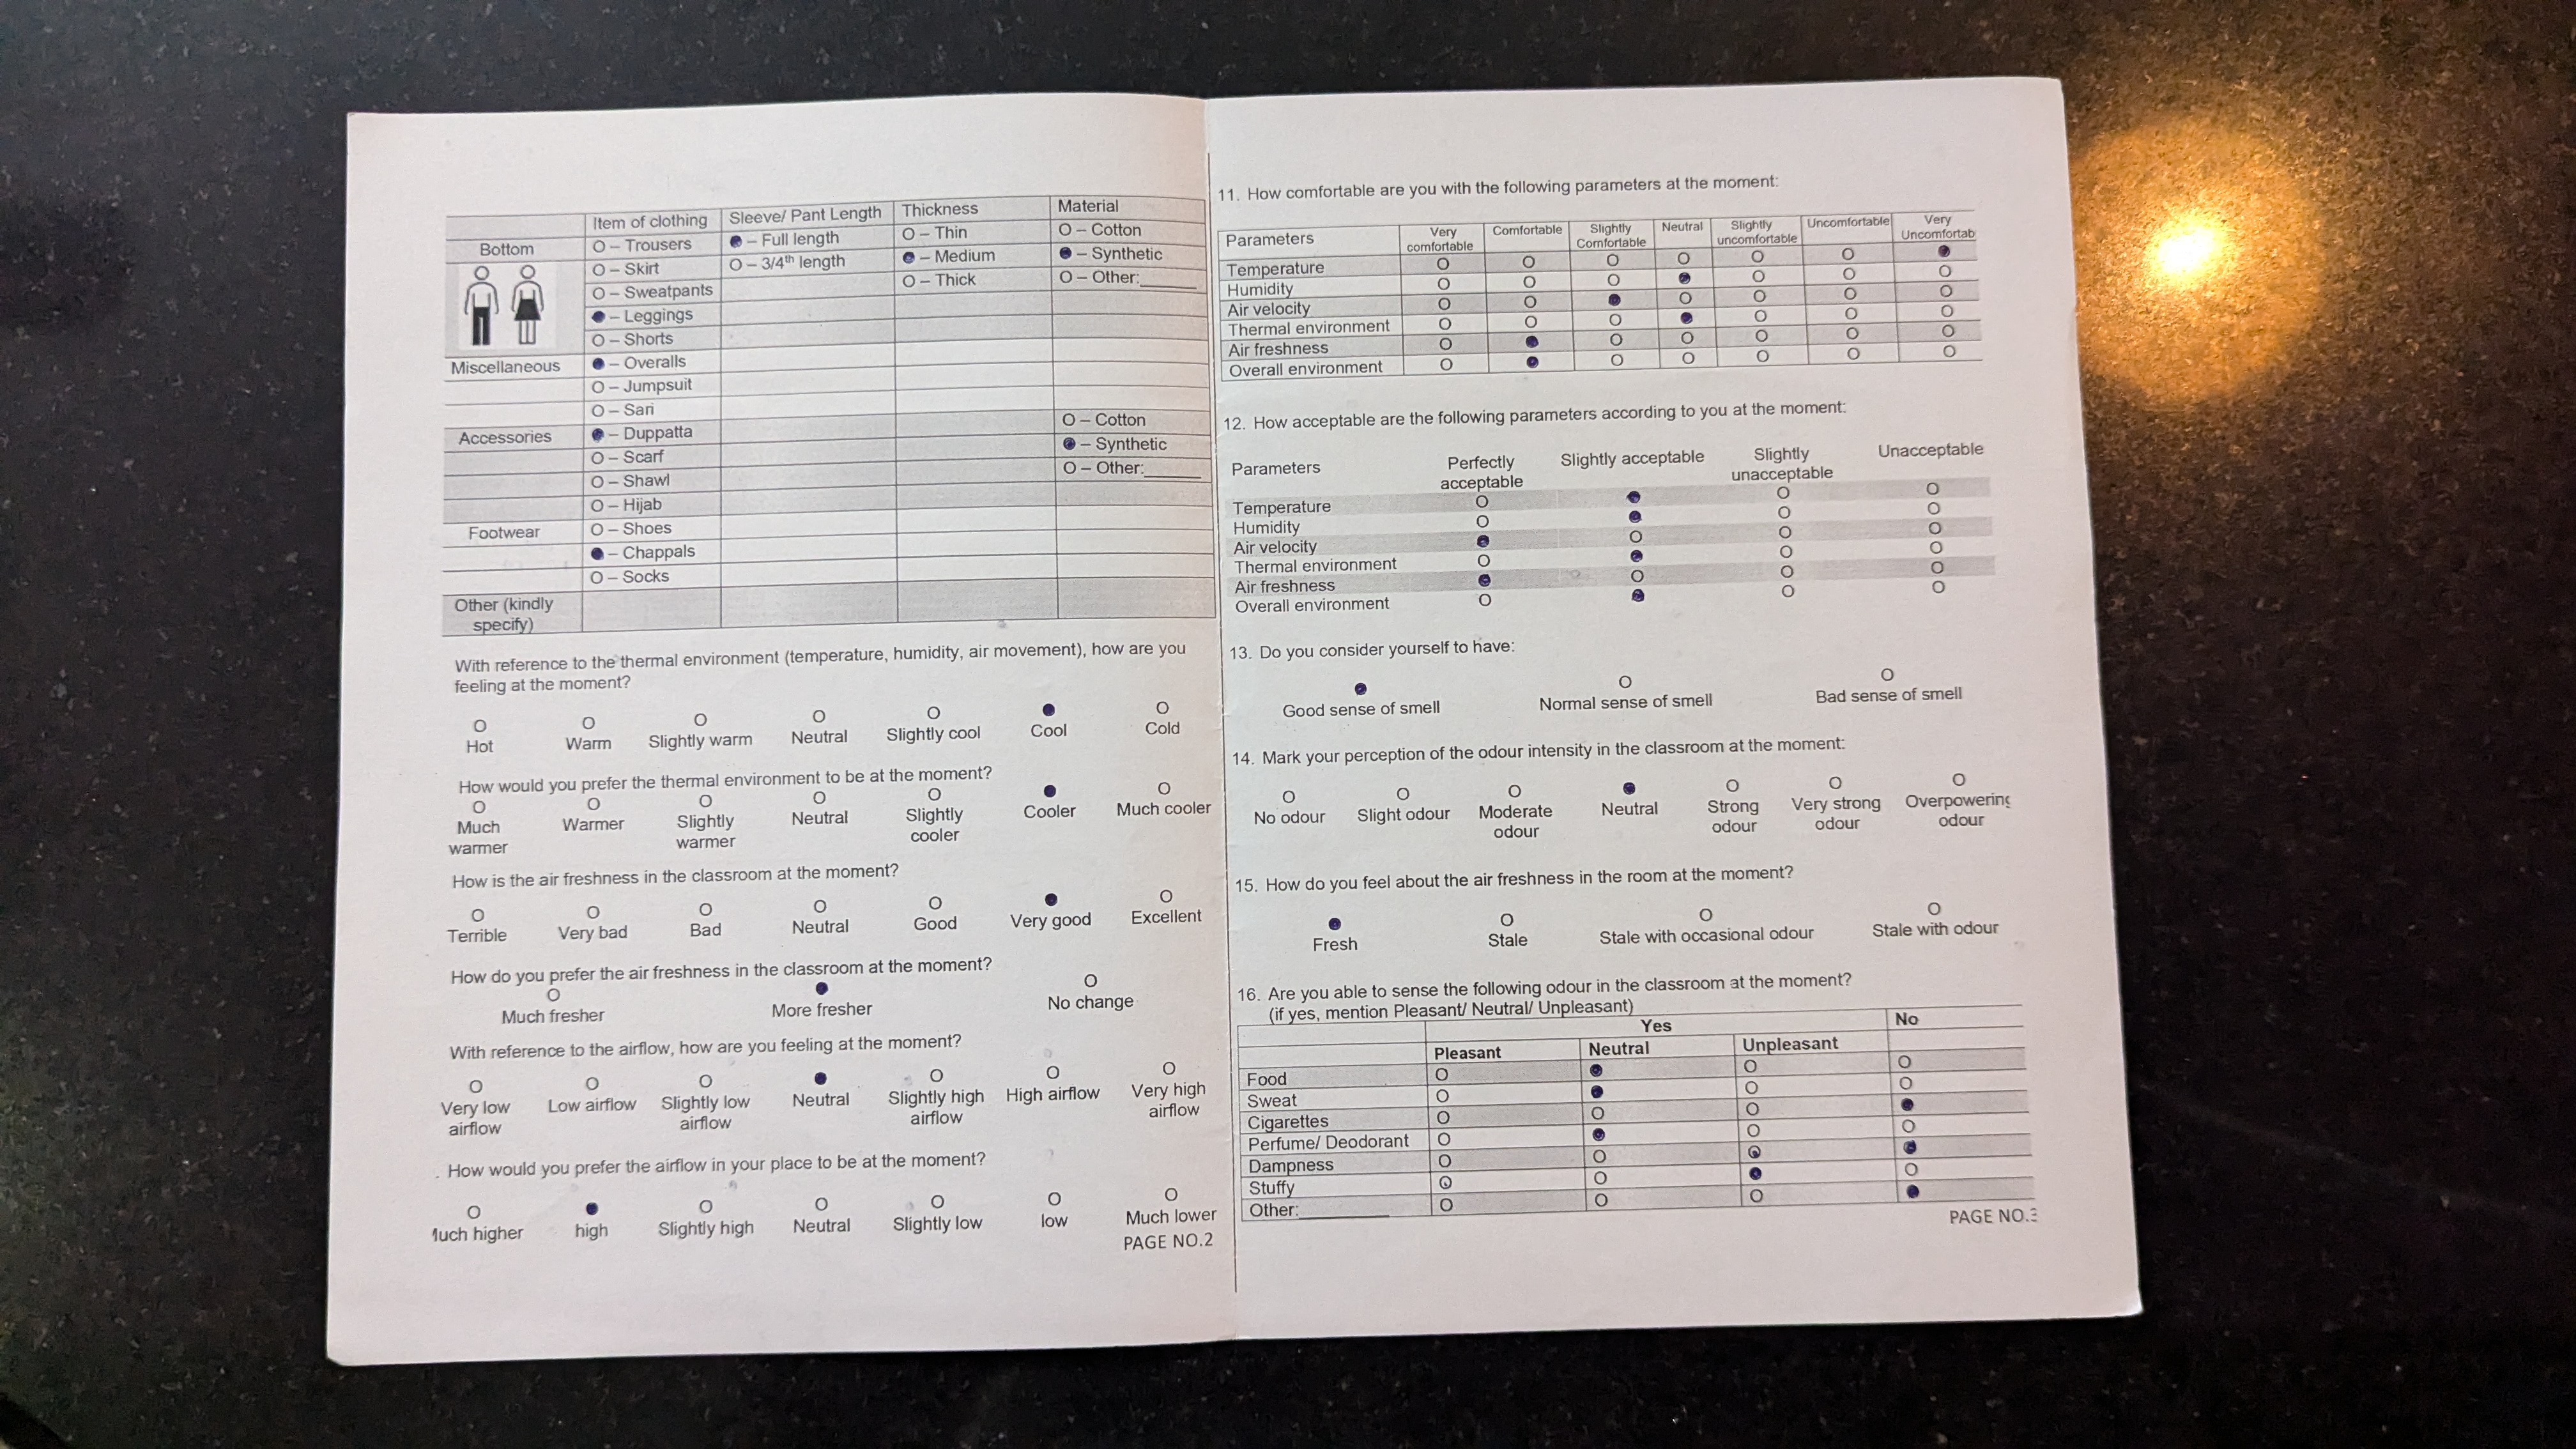 Item of clothing Sleeve/ Pant Length Thickness Material
Bottom O – Trousers ● – Full length O – Thin O – Cotton
O – Skirt O – 3/4th length ● – Medium ● – Synthetic
O – Sweatpants O – Thick O – Other:______
● – Leggings
O – Shorts
Miscellaneous ● – Overalls
O – Jumpsuit
O – Sari
Accessories ● – Duppatta O – Cotton
O – Scarf ● – Synthetic
O – Shawl O – Other:______
O – Hijab
Footwear O – Shoes
● – Chappals
O – Socks
Other (kindly
specify)
With reference to the thermal environment (temperature, humidity, air movement), how are you
feeling at the moment?
O O O O O ● O
Hot Warm Slightly warm Neutral Slightly cool Cool Cold
How would you prefer the thermal environment to be at the moment?
O O O O O ● O
Much Warmer Slightly Neutral Slightly Cooler Much cooler
warmer warmer cooler
How is the air freshness in the classroom at the moment?
O O O O O ● O
Terrible Very bad Bad Neutral Good Very good Excellent
How do you prefer the air freshness in the classroom at the moment?
O ● O
Much fresher More fresher No change
With reference to the airflow, how are you feeling at the moment?
O O O ● O O O
Very low Low airflow Slightly low Neutral Slightly high High airflow Very high
airflow airflow airflow airflow
. How would you prefer the airflow in your place to be at the moment?
O ● O O O O O
luch higher high Slightly high Neutral Slightly low low Much lower
PAGE NO.2
11. How comfortable are you with the following parameters at the moment:
Parameters Very Comfortable Slightly Neutral Slightly Uncomfortable Very
comfortable Comfortable uncomfortable Uncomfortab
Temperature O O O O O O ●
Humidity O O O ● O O O
Air velocity O O ● O O O O
Thermal environment O O O ● O O O
Air freshness O ● O O O O O
Overall environment O ● O O O O O
12. How acceptable are the following parameters according to you at the moment:
Parameters Perfectly Slightly acceptable Slightly Unacceptable
acceptable unacceptable
Temperature O ● O O
Humidity O ● O O
Air velocity ● O O O
Thermal environment O ● O O
Air freshness ● O O O
Overall environment O ● O O
13. Do you consider yourself to have:
● O O
Good sense of smell Normal sense of smell Bad sense of smell
14. Mark your perception of the odour intensity in the classroom at the moment:
O O O ● O O O
No odour Slight odour Moderate Neutral Strong Very strong Overpowering
odour odour odour odour
15. How do you feel about the air freshness in the room at the moment?
● O O O
Fresh Stale Stale with occasional odour Stale with odour
16. Are you able to sense the following odour in the classroom at the moment?
(if yes, mention Pleasant/ Neutral/ Unpleasant)
Yes No
Pleasant Neutral Unpleasant
Food O ● O O
Sweat O ● O O
Cigarettes O O O ●
Perfume/ Deodorant O ● O O
Dampness O O O ●
Stuffy O O ● O
Other:__________ O O O ●
PAGE NO.3